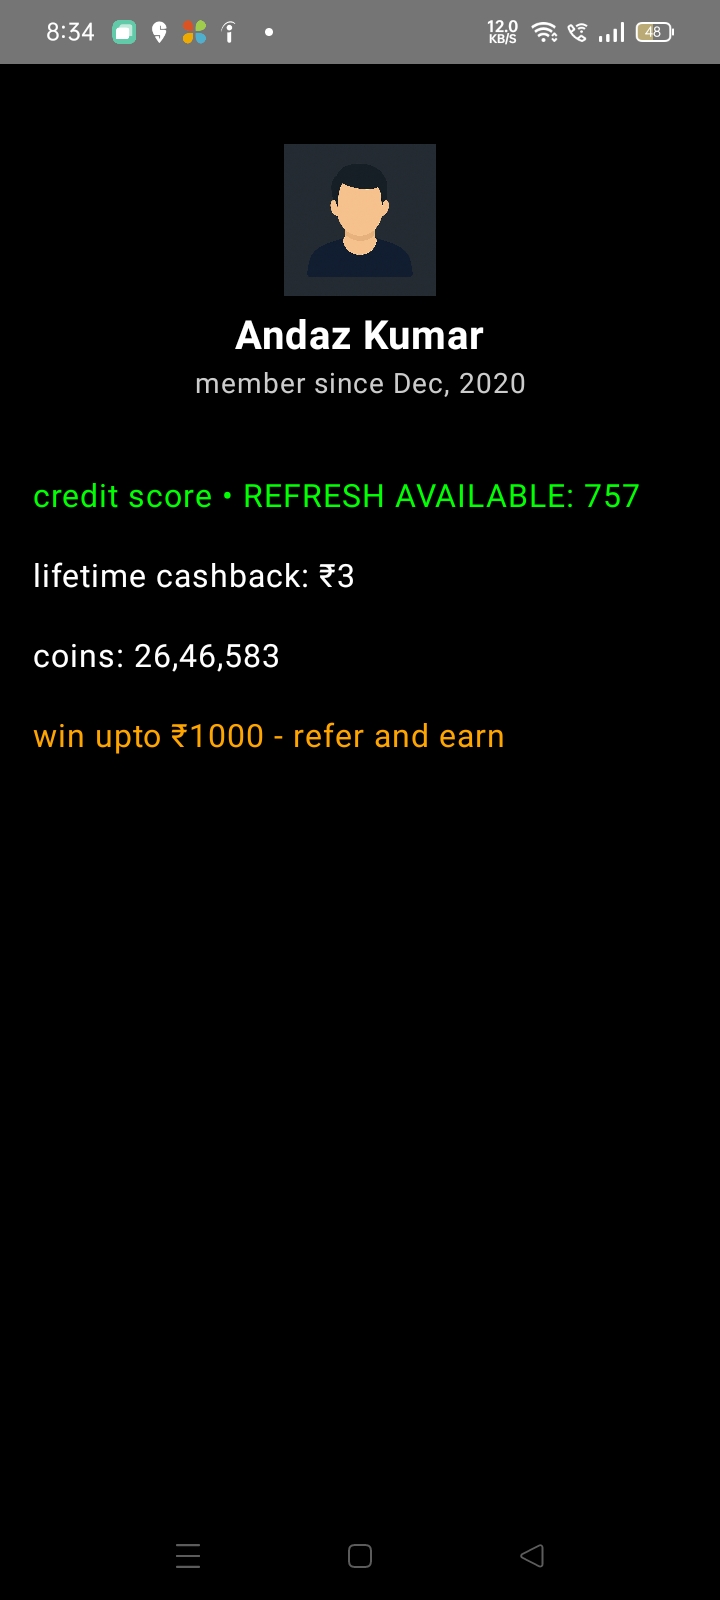 8:34
12.0
KB/S
48
Andaz Kumar
member since Dec, 2020
credit score • REFRESH AVAILABLE: 757
lifetime cashback: ₹3
coins: 26,46,583
win upto ₹1000 - refer and earn